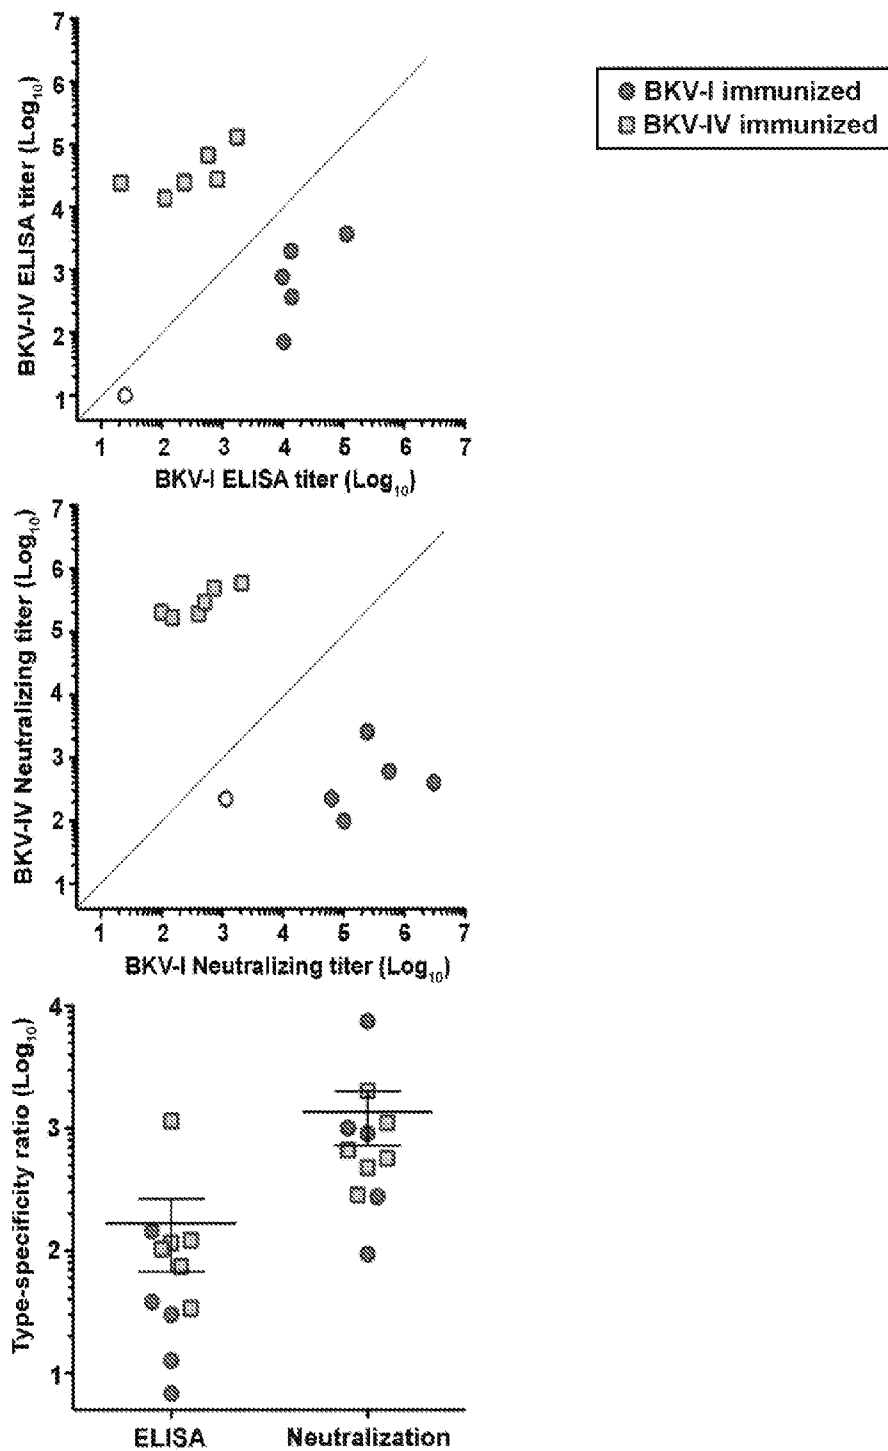 7
6
5
4
3
2
1
BKV-IV ELISA titer (Log10)
1 2 3 4 5 6 7
BKV-I ELISA titer (Log10)
BKV-I immunized
BKV-IV immunized
7
6
5
4
3
2
1
BKV-IV Neutralizing titer (Log10)
1 2 3 4 5 6 7
BKV-I Neutralizing titer (Log10)
4
3
2
1
Type-specificity ratio (Log10)
ELISA Neutralization